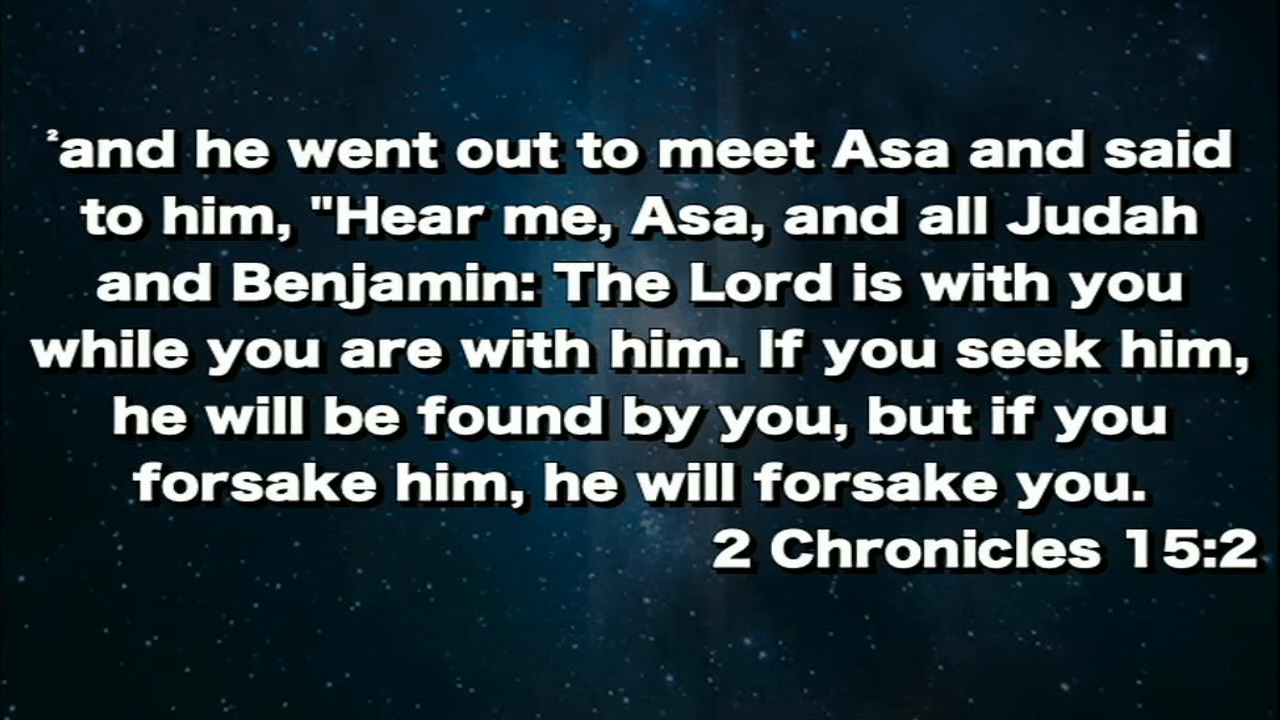 ²and he went out to meet Asa and said
to him, "Hear me, Asa, and all Judah
and Benjamin: The Lord is with you
while you are with him. If you seek him,
he will be found by you, but if you
forsake him, he will forsake you.
2 Chronicles 15:2